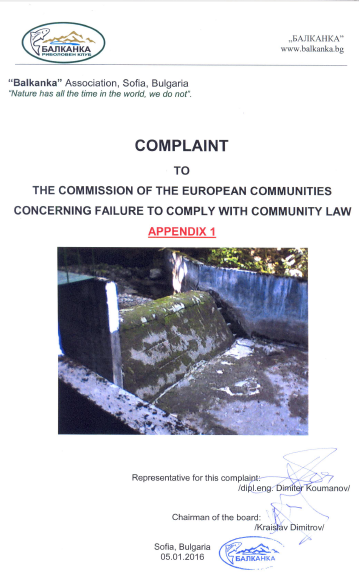 БАЛКАНКА
РИБОЛОВЕН КЛУБ
„БАЛКАНКА"
www.balkanka.bg
“Balkanka” Association, Sofia, Bulgaria
"Nature has all the time in the world, we do not".
COMPLAINT
TO
THE COMMISSION OF THE EUROPEAN COMMUNITIES
CONCERNING FAILURE TO COMPLY WITH COMMUNITY LAW
APPENDIX 1
Representative for this complaint:
/dipl.eng. Dimiter Koumanov/
Chairman of the board:
/Kraislav Dimitrov/
Sofia, Bulgaria
05.01.2016
БАЛКАНКА